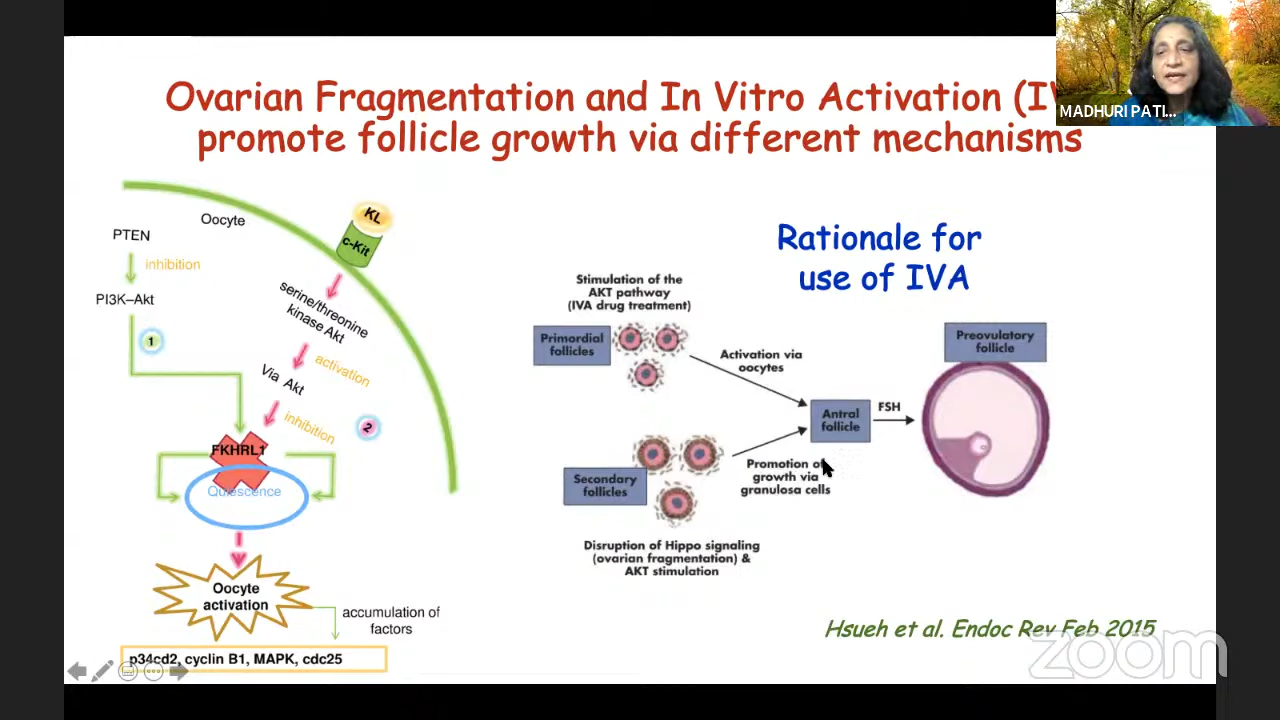 Ovarian Fragmentation and In Vitro Activation (IV
promote follicle growth via different mechanisms
MADHURI PATI...
Rationale for
use of IVA
Oocyte
KL
c-Kit
PTEN
inhibition
PI3K–Akt
1
serine/threonine
kinase Akt
activation
Via Akt
inhibition
2
FKHRL1
Quiescence
Oocyte
activation
accumulation of
factors
p34cd2, cyclin B1, MAPK, cdc25
Stimulation of the
AKT pathway
(IVA drug treatment)
Primordial
follicles
Activation via
oocytes
Antral
follicle
FSH
Preovulatory
follicle
Secondary
follicles
Promotion of
growth via
granulosa cells
Disruption of Hippo signaling
(ovarian fragmentation) &
AKT stimulation
Hsueh et al. Endoc Rev Feb 2015
zoom